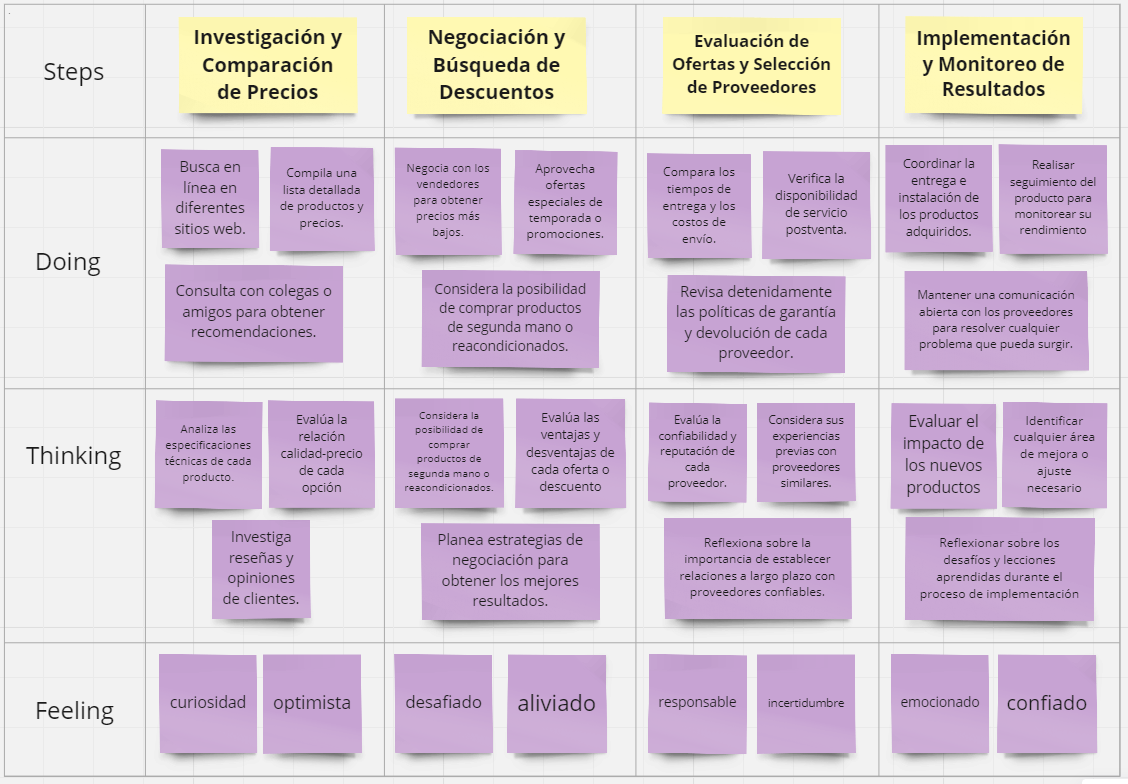 Steps
Investigación y
Comparación
de Precios
Negociación y
Búsqueda de
Descuentos
Evaluación de
Ofertas y Selección
de Proveedores
Implementación
y Monitoreo de
Resultados
Doing
Busca en
línea en
diferentes
sitios web.
Compila una
lista detallada
de productos y
precios.
Consulta con colegas o
amigos para obtener
recomendaciones.
Negocia con los
vendedores
para obtener
precios más
bajos.
Aprovecha
ofertas
especiales de
temporada o
promociones.
Considera la posibilidad
de comprar productos
de segunda mano o
reacondicionados.
Compara los
tiempos de
entrega y los
costos de
envío.
Verifica la
disponibilidad
de servicio
postventa.
Revisa detenidamente
las políticas de garantía
y devolución de cada
proveedor.
Coordinar la
entrega e
instalación de
los productos
adquiridos.
Realisar
seguimiento del
producto para
monitorear su
rendimiento
Mantener una comunicación
abierta con los proveedores
para resolver cualquier
problema que pueda surgir.
Thinking
Analiza las
especificaciones
técnicas de cada
producto.
Evalúa la
relación
calidad-precio
de cada
opción
Investiga
reseñas y
opiniones
de clientes.
Considera la
posibilidad de
comprar
productos de
segunda mano o
reacondicionados.
Evalúa las
ventajas y
desventajas de
cada oferta o
descuento
Planea estrategias de
negociación para
obtener los mejores
resultados.
Evalúa la
confiabilidad y
reputación de
cada
proveedor.
Considera sus
experiencias
previas con
proveedores
similares.
Reflexiona sobre la
importancia de establecer
relaciones a largo plazo con
proveedores confiables.
Evaluar el
impacto de
los nuevos
productos
Identificar
cualquier área
de mejora o
ajuste
necesario
Reflexionar sobre los
desafíos y lecciones
aprendidas durante el
proceso de implementación
Feeling
curiosidad
optimista
desafiado
aliviado
responsable
incertidumbre
emocionado
confiado